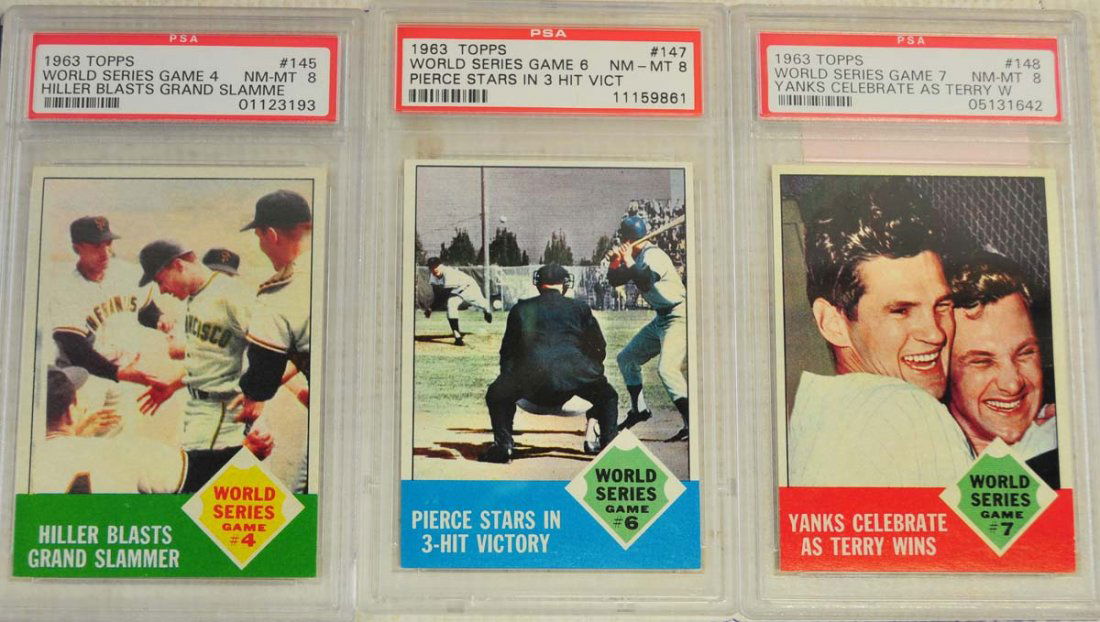 PSA
1963 TOPPS #145
WORLD SERIES GAME 4 NM-MT 8
HILLER BLASTS GRAND SLAMME
01123193
HILLER BLASTS
GRAND SLAMMER
WORLD
SERIES
GAME
#4
PSA
1963 TOPPS #147
WORLD SERIES GAME 6 NM-MT 8
PIERCE STARS IN 3 HIT VICT
11159861
PIERCE STARS IN
3-HIT VICTORY
WORLD
SERIES
GAME
#6
PSA
1963 TOPPS #148
WORLD SERIES GAME 7 NM-MT 8
YANKS CELEBRATE AS TERRY W
05131642
YANKS CELEBRATE
AS TERRY WINS
WORLD
SERIES
GAME
#7